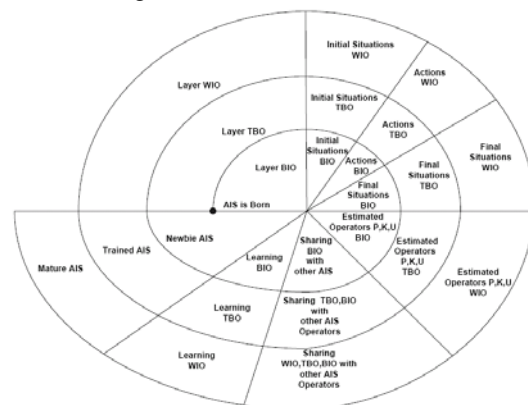 Initial Situations
WIO
Actions
WIO
Final
Situations
WIO
Layer WIO
Initial Situations
TBO
Actions
TBO
Final
Situations
TBO
Layer TBO
Initial
Situations
BIO
Actions
BIO
Final
Situations
BIO
Layer BIO
AIS is Born
Newbie AIS
Trained AIS
Mature AIS
Estimated
Operators P,K,U
BIO
Estimated
Operators
P,K,U
TBO
Estimated
Operators P,K,U
WIO
Sharing
BIO
with
other AIS
Learning
BIO
Learning
TBO
Sharing TBO,BIO
with
other AIS
Operators
Learning
WIO
Sharing
WIO,TBO,BIO with
other AIS
Operators